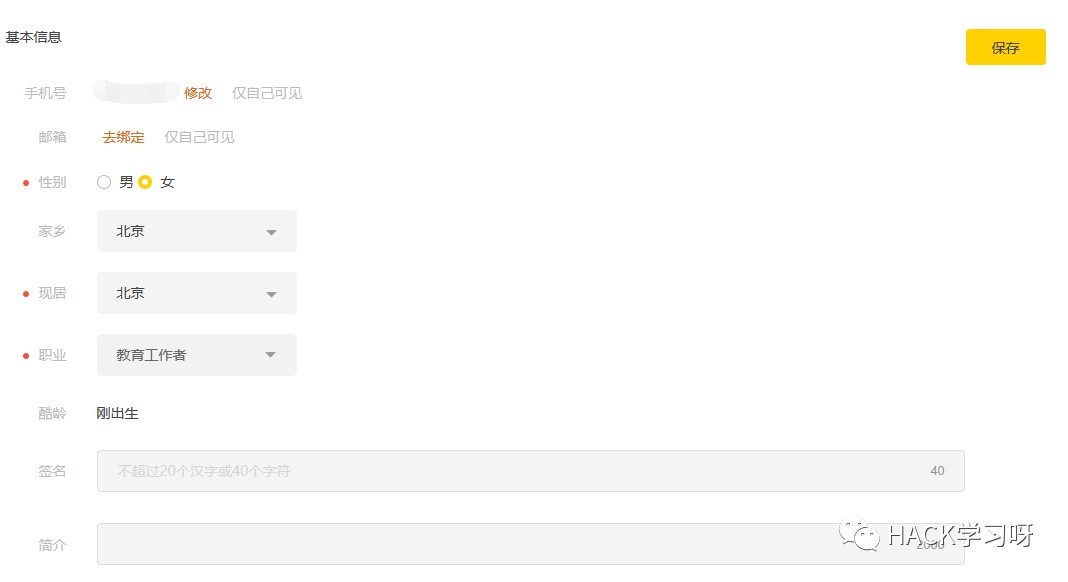 基本信息
保存
手机号 修改 仅自己可见
邮箱 去绑定 仅自己可见
性别 男 女
家乡 北京
现居 北京
职业 教育工作者
酷龄 刚出生
签名 不超过20个汉字或40个字符 40
简介 2000
HACK学习呀